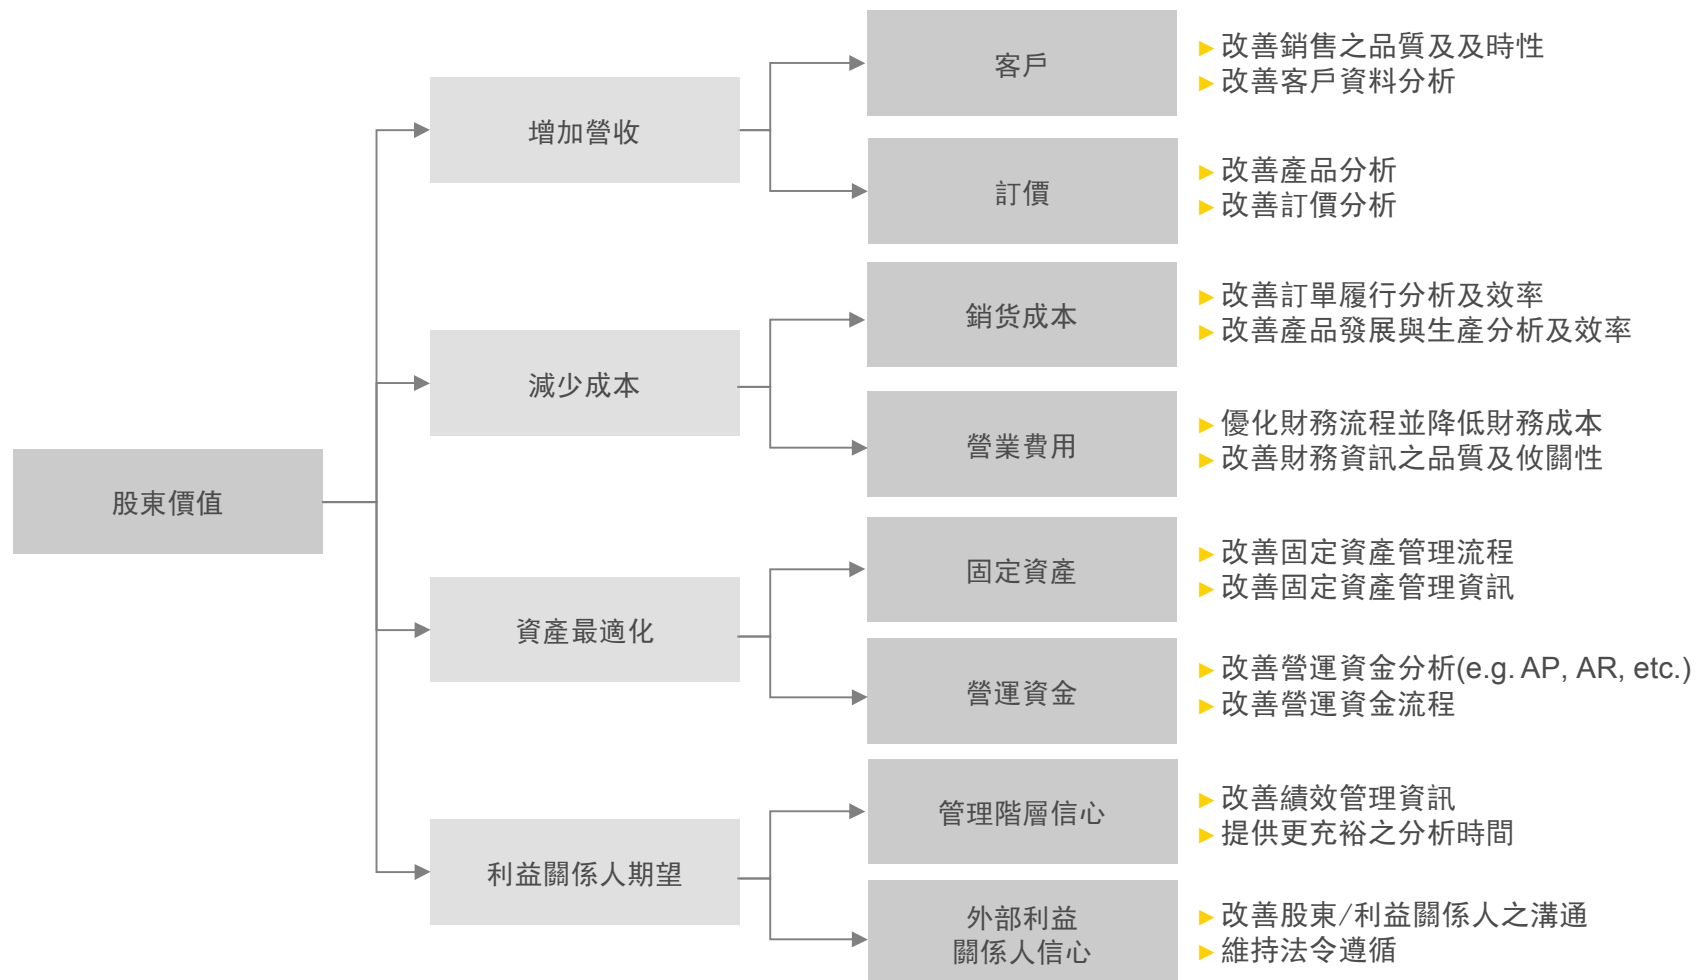 客戶
改善銷售之品質及及時性
改善客戶資料分析
增加營收
訂價
改善產品分析
改善訂價分析
銷货成本
改善訂單履行分析及效率
改善產品發展與生產分析及效率
減少成本
營業費用
優化財務流程並降低財務成本
改善財務資訊之品質及攸關性
股東價值
固定資產
改善固定資產管理流程
改善固定資產管理資訊
資產最適化
營運資金
改善營運資金分析(e.g. AP, AR, etc.)
改善營運資金流程
管理階層信心
改善績效管理資訊
提供更充裕之分析時間
利益關係人期望
外部利益
關係人信心
改善股東/利益關係人之溝通
維持法令遵循